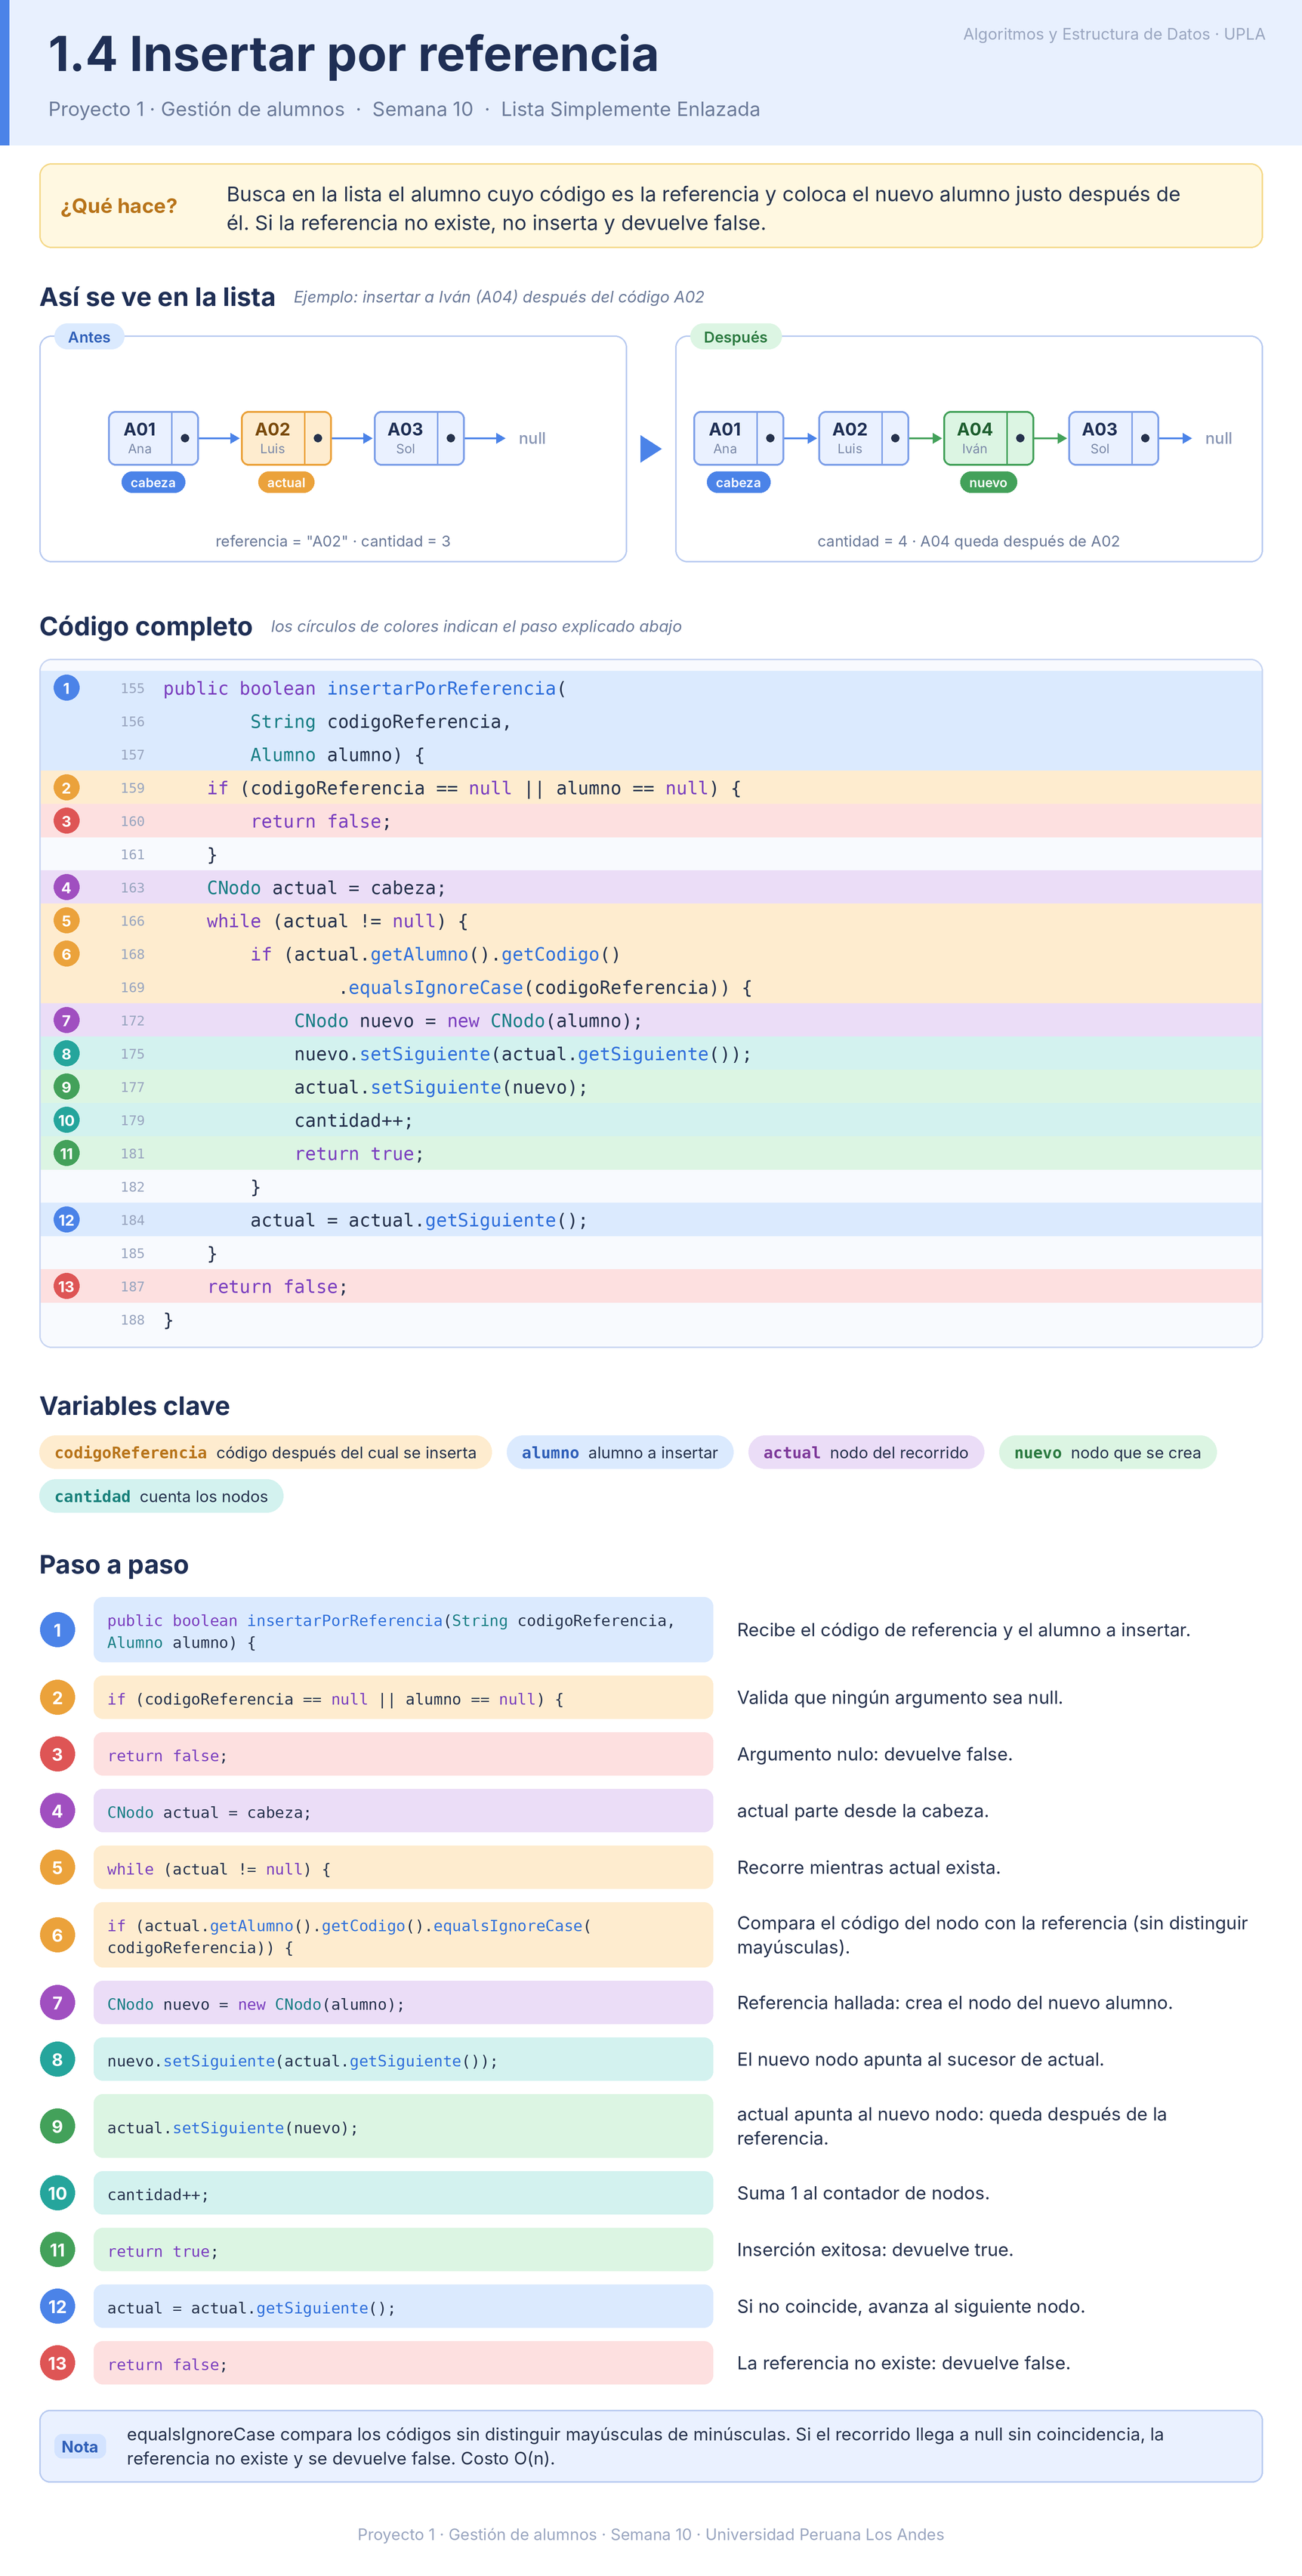 1.4 Insertar por referencia
Algoritmos y Estructura de Datos · UPLA
Proyecto 1 · Gestión de alumnos · Semana 10 · Lista Simplemente Enlazada
¿Qué hace?
Busca en la lista el alumno cuyo código es la referencia y coloca el nuevo alumno justo después de
él. Si la referencia no existe, no inserta y devuelve false.
Así se ve en la lista Ejemplo: insertar a Iván (A04) después del código A02
Antes
A01 A02 A03 null
Ana Luis Sol
cabeza actual
referencia = "A02" · cantidad = 3
Después
A01 A02 A04 A03 null
Ana Luis Iván Sol
cabeza nuevo
cantidad = 4 · A04 queda después de A02
Código completo los círculos de colores indican el paso explicado abajo
1 155 public boolean insertarPorReferencia(
156 String codigoReferencia,
157 Alumno alumno) {
2 159 if (codigoReferencia == null || alumno == null) {
3 160 return false;
161 }
4 163 CNodo actual = cabeza;
5 166 while (actual != null) {
6 168 if (actual.getAlumno().getCodigo()
169 .equalsIgnoreCase(codigoReferencia)) {
7 172 CNodo nuevo = new CNodo(alumno);
8 175 nuevo.setSiguiente(actual.getSiguiente());
9 177 actual.setSiguiente(nuevo);
10 179 cantidad++;
11 181 return true;
182 }
12 184 actual = actual.getSiguiente();
185 }
13 187 return false;
188 }
Variables clave
codigoReferencia código después del cual se inserta alumno alumno a insertar actual nodo del recorrido nuevo nodo que se crea
cantidad cuenta los nodos
Paso a paso
1 public boolean insertarPorReferencia(String codigoReferencia,
Alumno alumno) {
Recibe el código de referencia y el alumno a insertar.
2 if (codigoReferencia == null || alumno == null) {
Valida que ningún argumento sea null.
3 return false;
Argumento nulo: devuelve false.
4 CNodo actual = cabeza;
actual parte desde la cabeza.
5 while (actual != null) {
Recorre mientras actual exista.
6 if (actual.getAlumno().getCodigo().equalsIgnoreCase(
codigoReferencia)) {
Compara el código del nodo con la referencia (sin distinguir
mayúsculas).
7 CNodo nuevo = new CNodo(alumno);
Referencia hallada: crea el nodo del nuevo alumno.
8 nuevo.setSiguiente(actual.getSiguiente());
El nuevo nodo apunta al sucesor de actual.
9 actual.setSiguiente(nuevo);
actual apunta al nuevo nodo: queda después de la
referencia.
10 cantidad++;
Suma 1 al contador de nodos.
11 return true;
Inserción exitosa: devuelve true.
12 actual = actual.getSiguiente();
Si no coincide, avanza al siguiente nodo.
13 return false;
La referencia no existe: devuelve false.
Nota
equalsIgnoreCase compara los códigos sin distinguir mayúsculas de minúsculas. Si el recorrido llega a null sin coincidencia, la
referencia no existe y se devuelve false. Costo O(n).
Proyecto 1 · Gestión de alumnos · Semana 10 · Universidad Peruana Los Andes